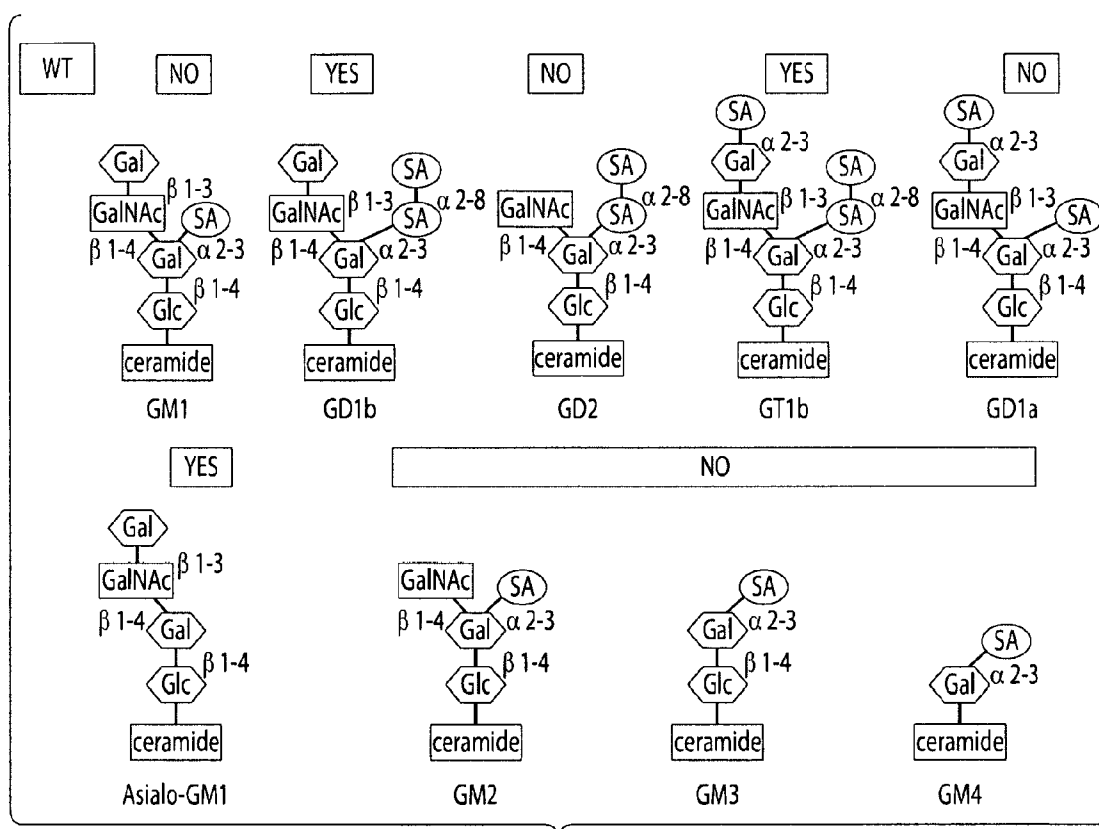 WT NO YES NO YES NO
SA SA
Gal Gal SA SA Gal α 2-3 SA Gal α 2-3
GalNAc β 1-3 SA GalNAc β 1-3 SA α 2-8 GalNAc SA α 2-8 GalNAc β 1-3 SA α 2-8 GalNAc β 1-3 SA
β 1-4 Gal α 2-3 β 1-4 Gal α 2-3 β 1-4 Gal α 2-3 β 1-4 Gal α 2-3 β 1-4 Gal α 2-3
Glc β 1-4 Glc β 1-4 Glc β 1-4 Glc β 1-4 Glc β 1-4
ceramide ceramide ceramide ceramide ceramide
GM1 GD1b GD2 GT1b GD1a
YES NO
Gal
GalNAc β 1-3 GalNAc SA SA
β 1-4 Gal β 1-4 Gal α 2-3 Gal α 2-3 SA
Glc β 1-4 Glc β 1-4 Glc β 1-4 Gal α 2-3
ceramide ceramide ceramide ceramide
Asialo-GM1 GM2 GM3 GM4